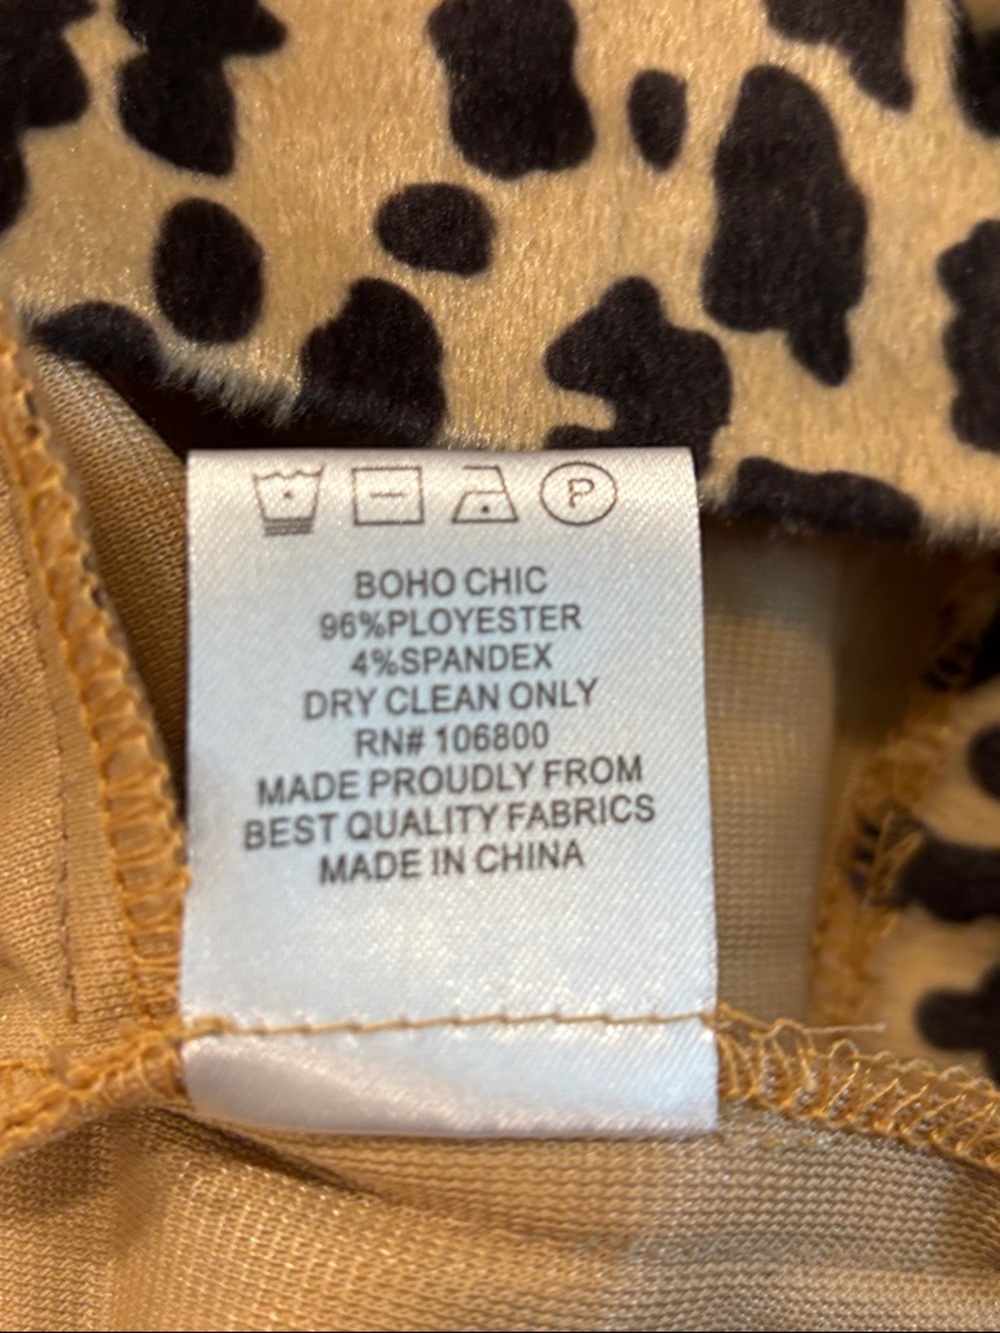 P
BOHO CHIC
96%PLOYESTER
4%SPANDEX
DRY CLEAN ONLY
RN# 106800
MADE PROUDLY FROM
BEST QUALITY FABRICS
MADE IN CHINA